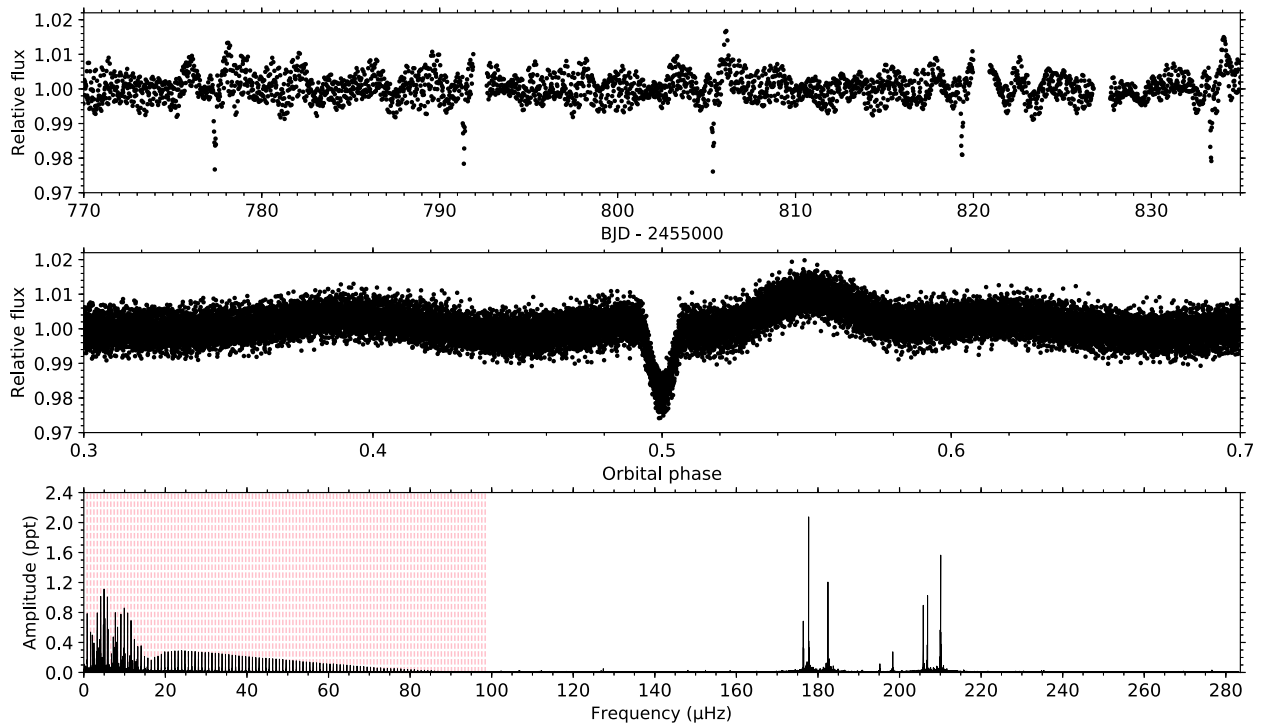 1.02
1.01
1.00
0.99
0.98
0.97
Relative flux
770 780 790 800 810 820 830
BJD - 2455000
1.02
1.01
1.00
0.99
0.98
0.97
Relative flux
0.3 0.4 0.5 0.6 0.7
Orbital phase
2.4
2.0
1.6
1.2
0.8
0.4
0.0
Amplitude (ppt)
0 20 40 60 80 100 120 140 160 180 200 220 240 260 280
Frequency (μHz)